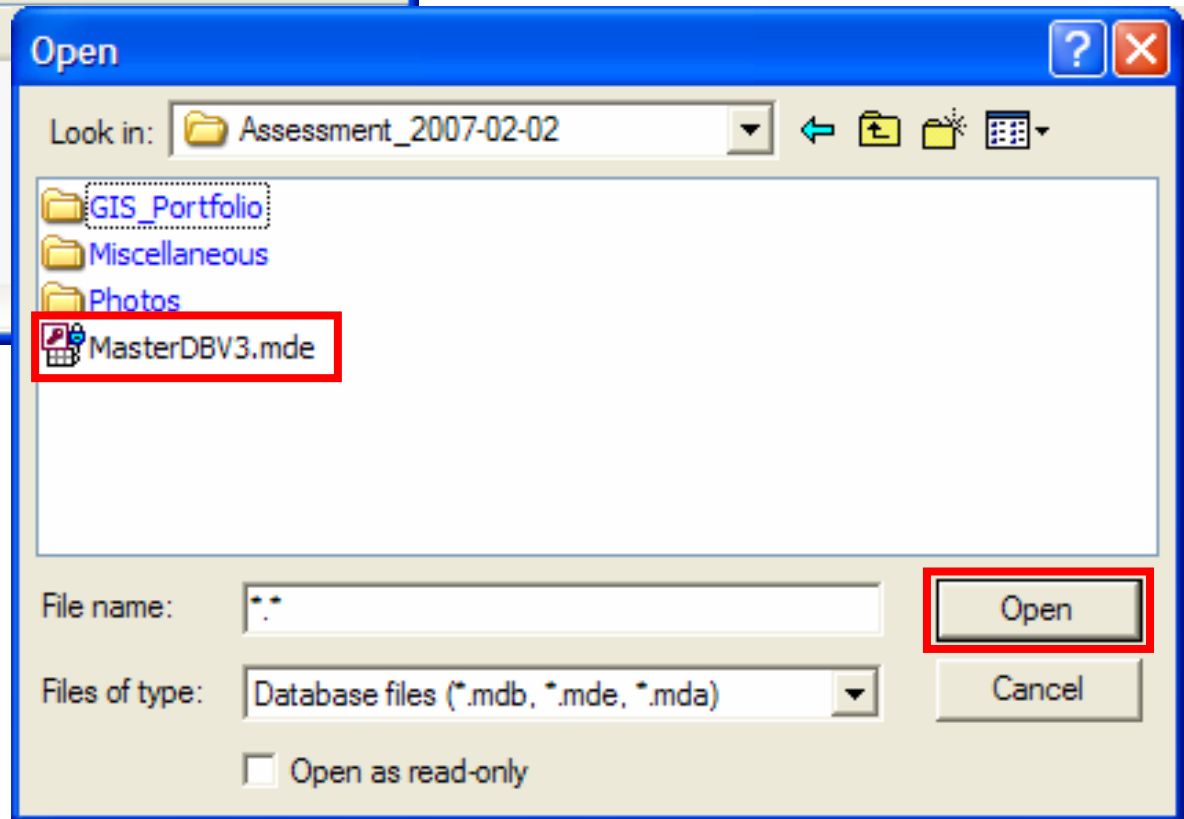 Open
Look in: Assessment_2007-02-02
GIS_Portfolio
Miscellaneous
Photos
MasterDBV3.mde
File name: *.* Open
Files of type: Database files (*.mdb, *.mde, *.mda) Cancel
Open as read-only